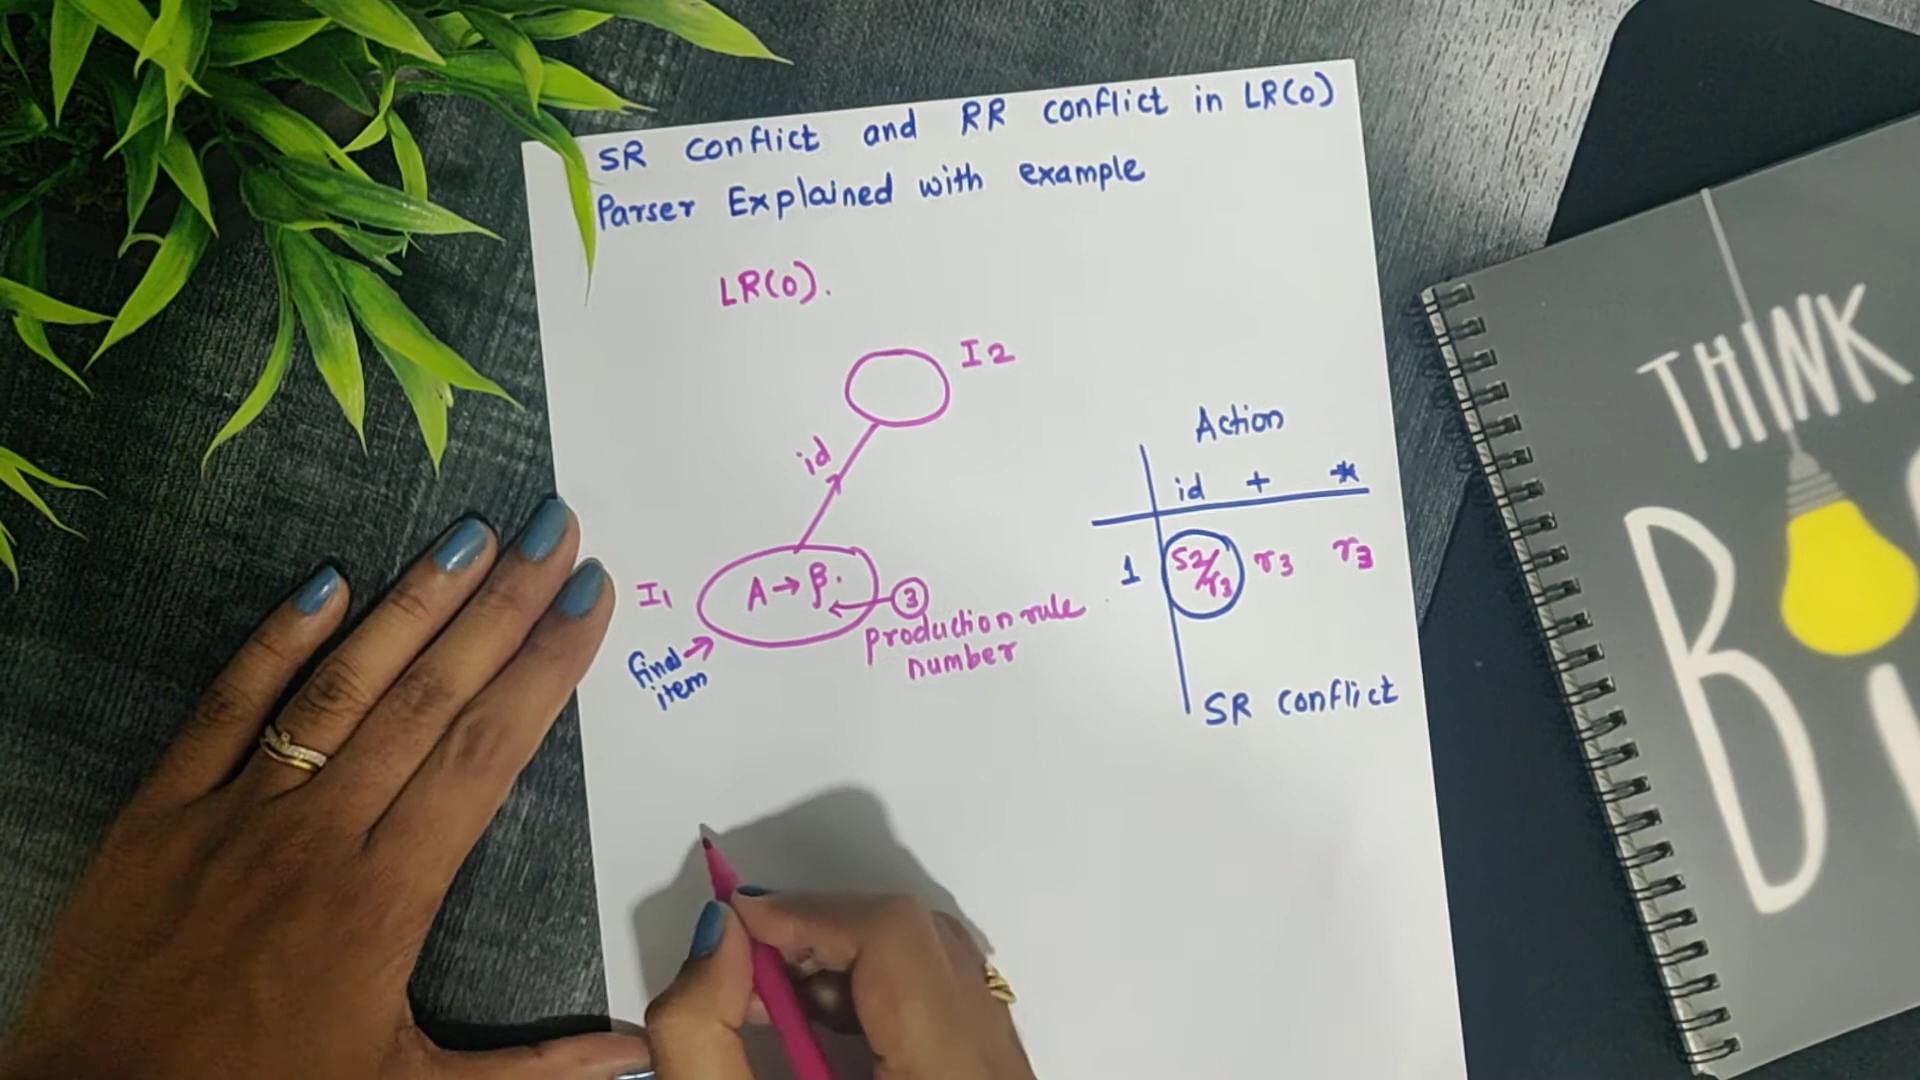 SR conflict and RR conflict in LR(0)
Parser Explained with example
LR(0).
I2
id
I1
A→β.
3
Production rule
number
final
item
Action
id + *
1 S2/r3 r3 r3
SR conflict
THINK